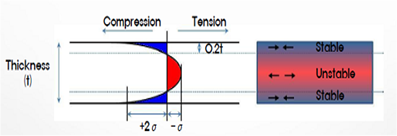 Compression Tension
0.2t
Thickness
(t)
+2σ -σ
Stable
Unstable
Stable